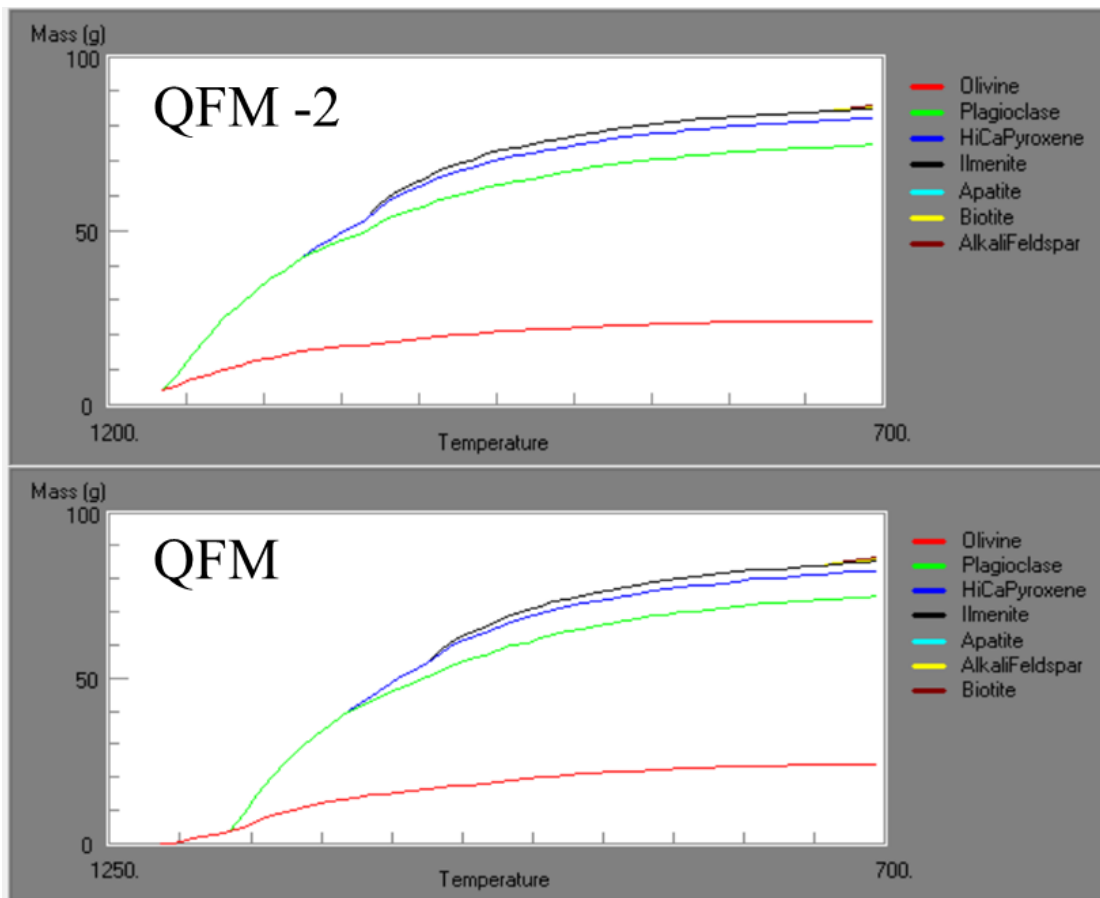 Mass (g)
100
QFM -2
50
0
1200.
Temperature
700.
Olivine
Plagioclase
HiCaPyroxene
Ilmenite
Apatite
Biotite
AlkaliFeldspar
Mass (g)
100
QFM
50
0
1250.
Temperature
700.
Olivine
Plagioclase
HiCaPyroxene
Ilmenite
Apatite
AlkaliFeldspar
Biotite